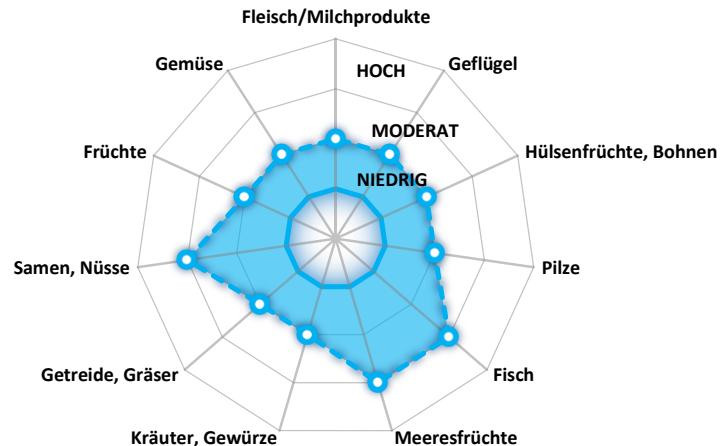 Fleisch/Milchprodukte
Gemüse
Geflügel
HOCH
MODERAT
Früchte
Hülsenfrüchte, Bohnen
NIEDRIG
Samen, Nüsse
Pilze
Getreide, Gräser
Fisch
Kräuter, Gewürze
Meeresfrüchte